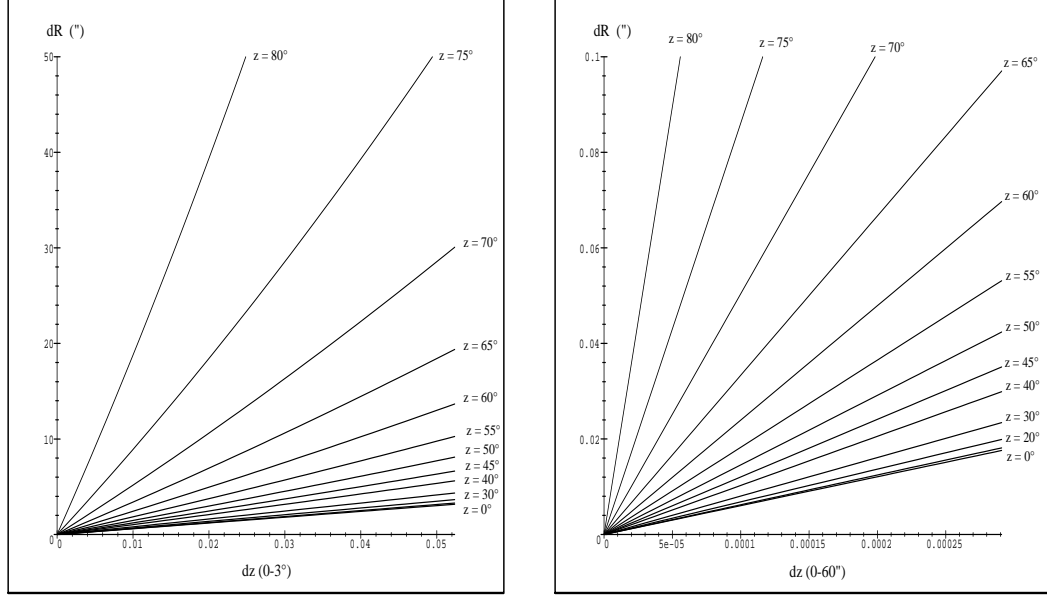 dR (")
50
40
30
20
10
0
0
0.01
0.02
0.03
0.04
0.05
z = 80°
z = 75°
z = 70°
z = 65°
z = 60°
z = 55°
z = 50°
z = 45°
z = 40°
z = 30°
z = 0°
dz (0-3°)
dR (")
0.1
0.08
0.06
0.04
0.02
0
0
5e-05
0.0001
0.00015
0.0002
0.00025
z = 80°
z = 75°
z = 70°
z = 65°
z = 60°
z = 55°
z = 50°
z = 45°
z = 40°
z = 30°
z = 20°
z = 0°
dz (0-60")